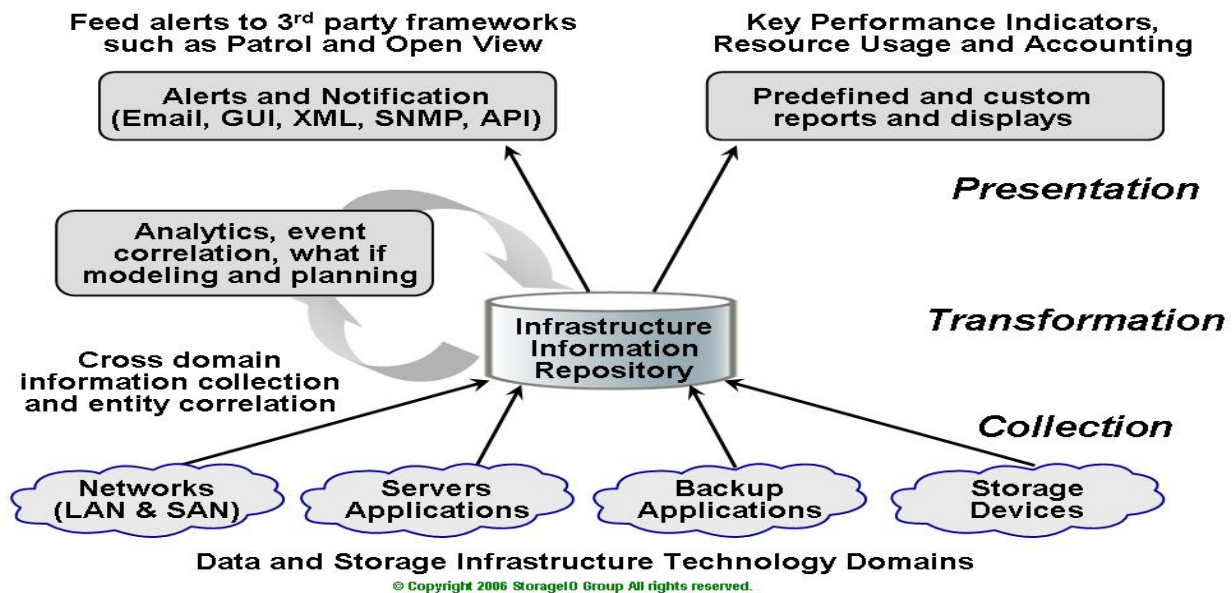 Feed alerts to 3rd party frameworks
such as Patrol and Open View
Key Performance Indicators,
Resource Usage and Accounting
Alerts and Notification
(Email, GUI, XML, SNMP, API)
Predefined and custom
reports and displays
Presentation
Analytics, event
correlation, what if
modeling and planning
Transformation
Infrastructure
Information
Repository
Cross domain
information collection
and entity correlation
Collection
Networks
(LAN & SAN)
Servers
Applications
Backup
Applications
Storage
Devices
Data and Storage Infrastructure Technology Domains
© Copyright 2006 StorageIO Group All rights reserved.